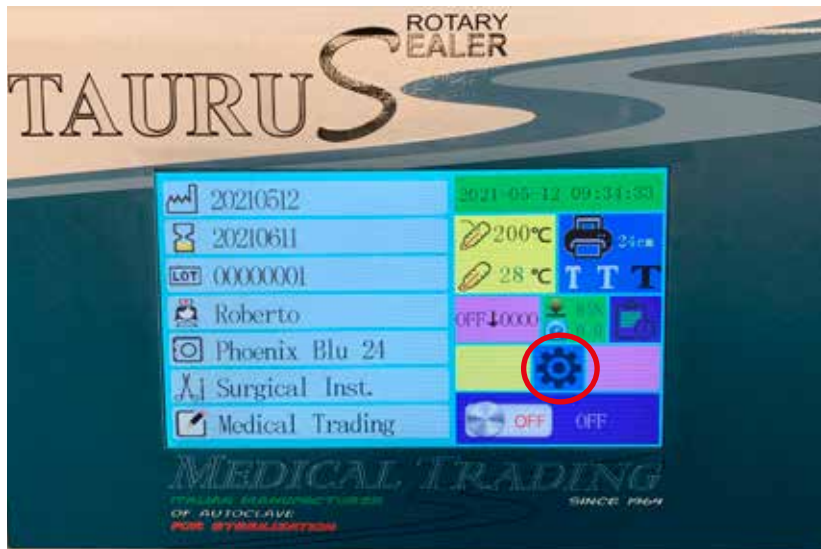 ROTARY
SEALER
TAURUS
20210512
20210611
LOT 00000001
Roberto
Phoenix Blu 24
Surgical Inst.
Medical Trading
2021-05-12 09:34:33
200°C
24cm
28 °C
T T T
OFF 0000
OFF OFF
MEDICAL TRADING
ITALIAN MANUFACTURER
SINCE 1964
OF AUTOCLAVE
FOR STERILIZATION